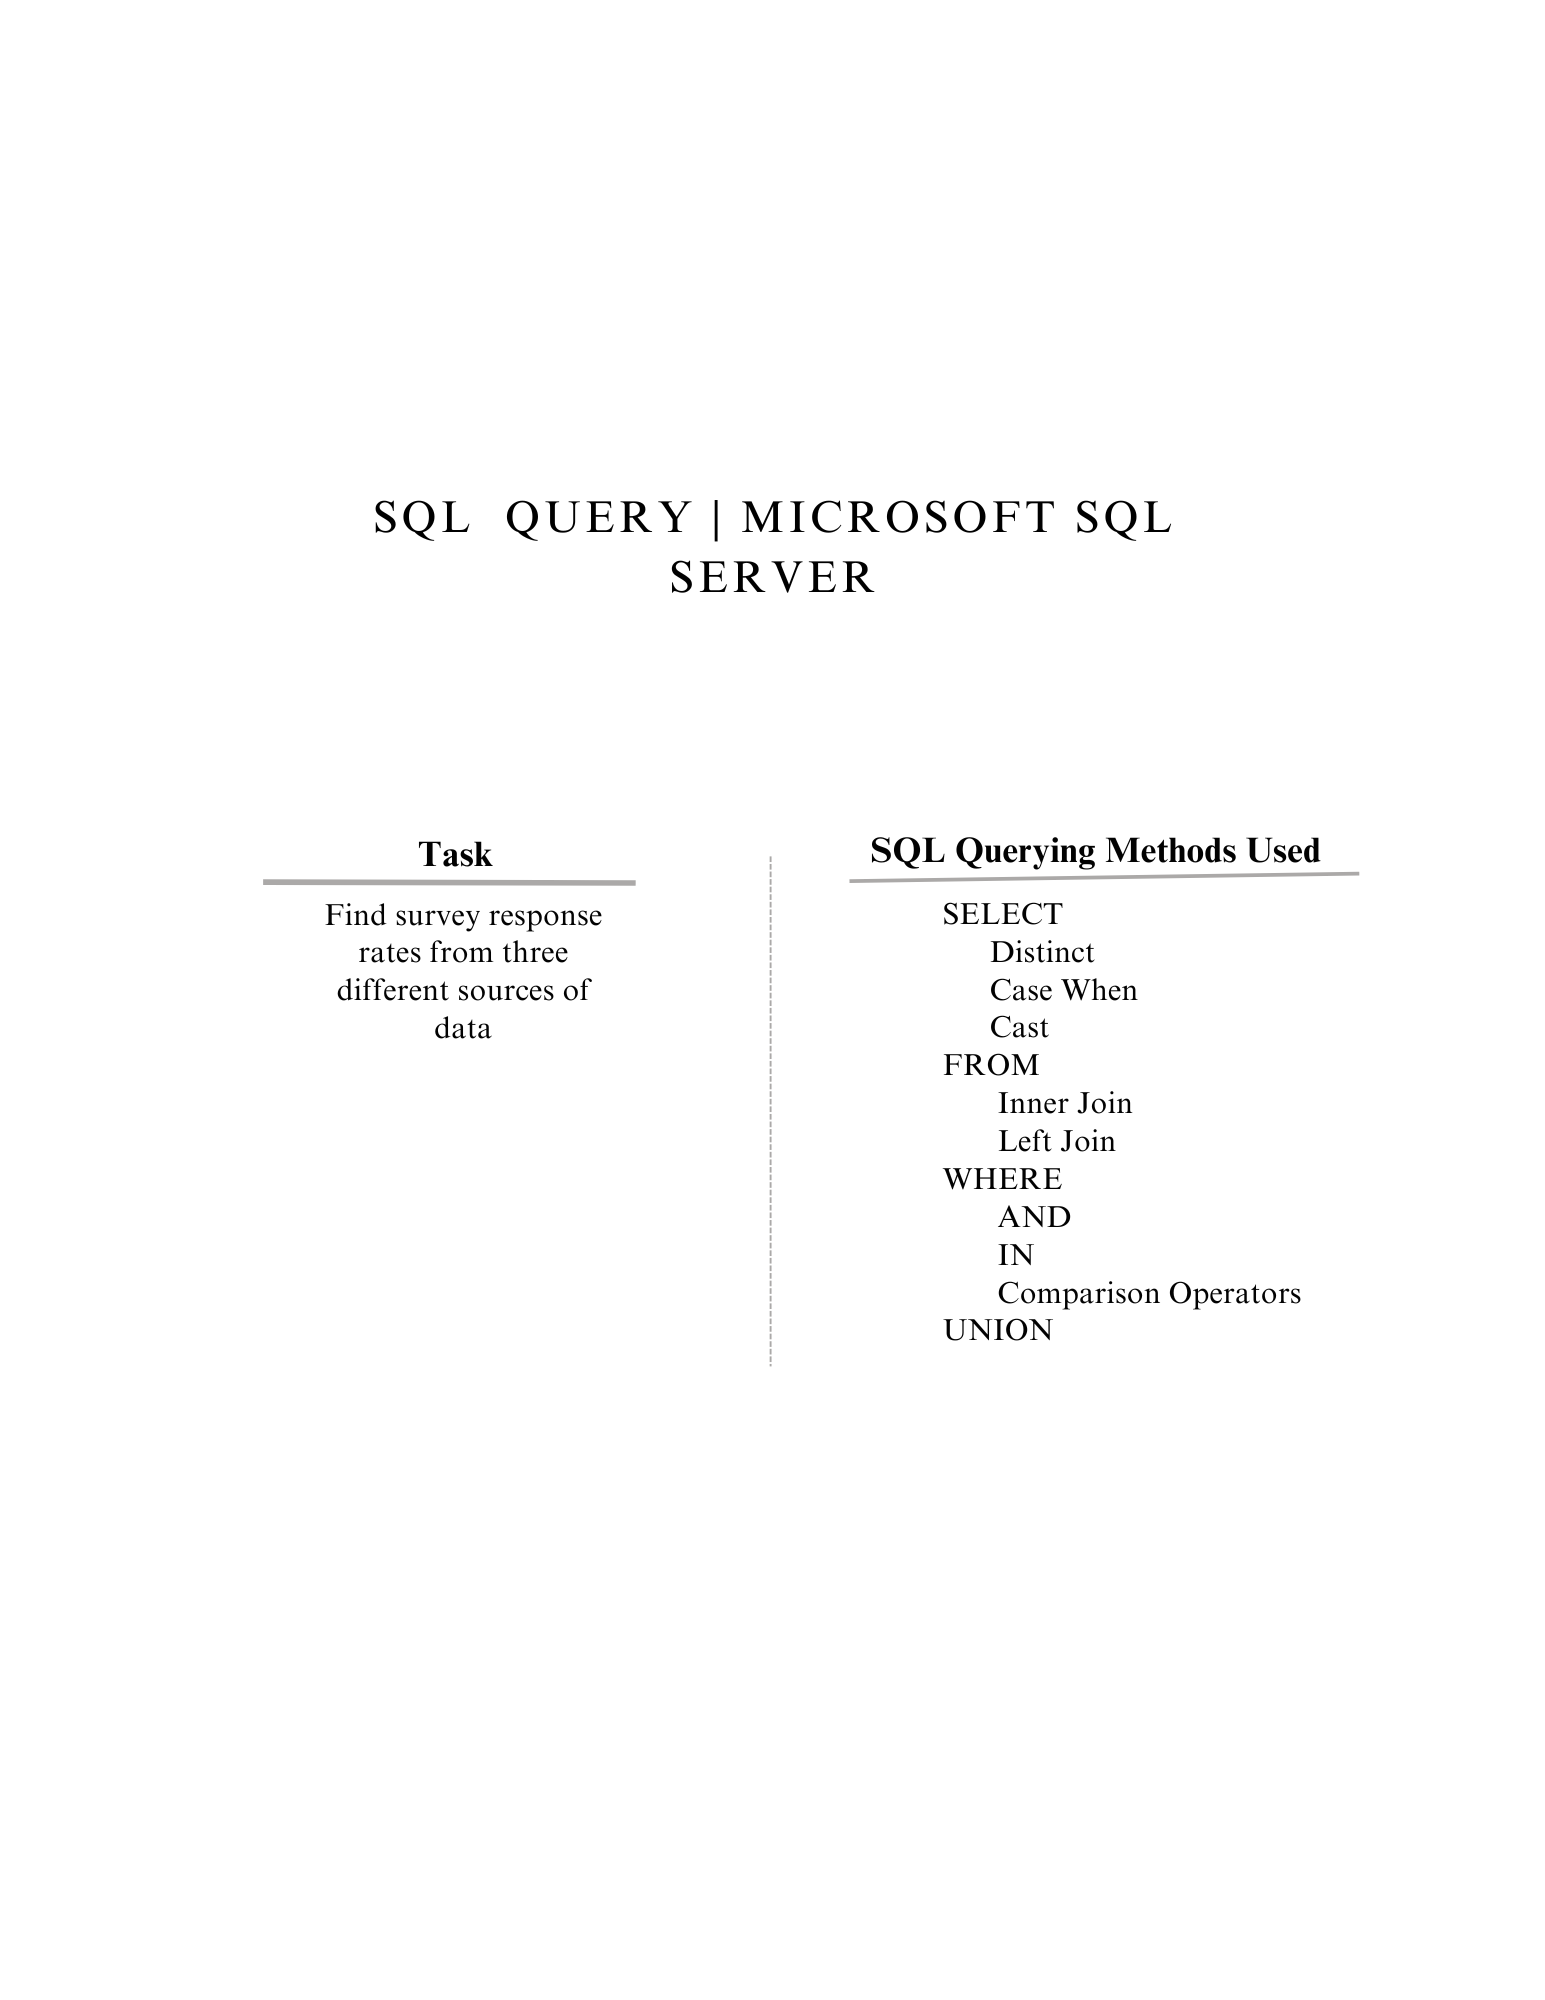 SQL QUERY | MICROSOFT SQL
SERVER
Task
Find survey response
rates from three
different sources of
data
SQL Querying Methods Used
SELECT
Distinct
Case When
Cast
FROM
Inner Join
Left Join
WHERE
AND
IN
Comparison Operators
UNION